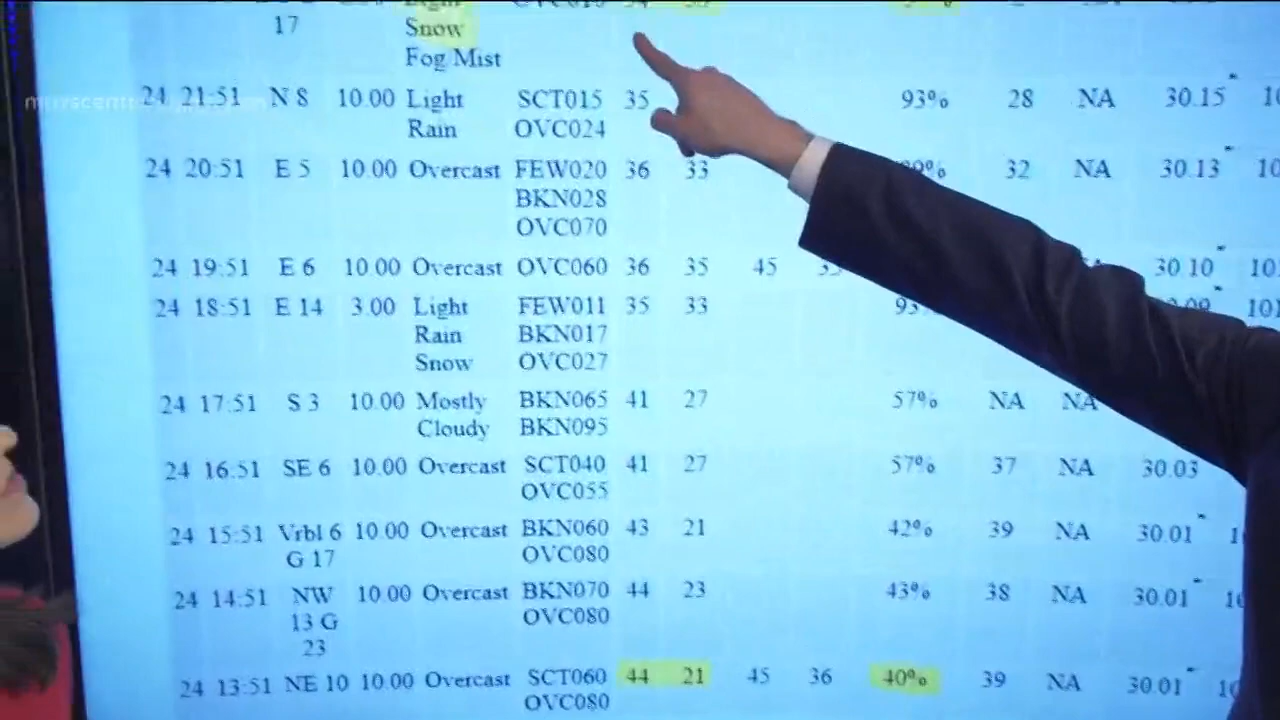 Light OVC010 34 33
17 Snow
Fog Mist
24 21:51 N 8 10.00 Light SCT015 35 93% 28 NA 30.15
Rain OVC024
24 20:51 E 5 10.00 Overcast FEW020 36 33 32 NA 30.13
BKN028
OVC070
24 19:51 E 6 10.00 Overcast OVC060 36 35 45 30.10
24 18:51 E 14 3.00 Light FEW011 35 33
Rain BKN017
Snow OVC027
24 17:51 S 3 10.00 Mostly BKN065 41 27 57% NA NA
Cloudy BKN095
24 16:51 SE 6 10.00 Overcast SCT040 41 27 57% 37 NA 30.03
OVC055
24 15:51 Vrbl 6 10.00 Overcast BKN060 43 21 42% 39 NA 30.01
G 17 OVC080
24 14:51 NW 10.00 Overcast BKN070 44 23 43% 38 NA 30.01
13 G OVC080
23
24 13:51 NE 10 10.00 Overcast SCT060 44 21 45 36 40% 39 NA 30.01
OVC080